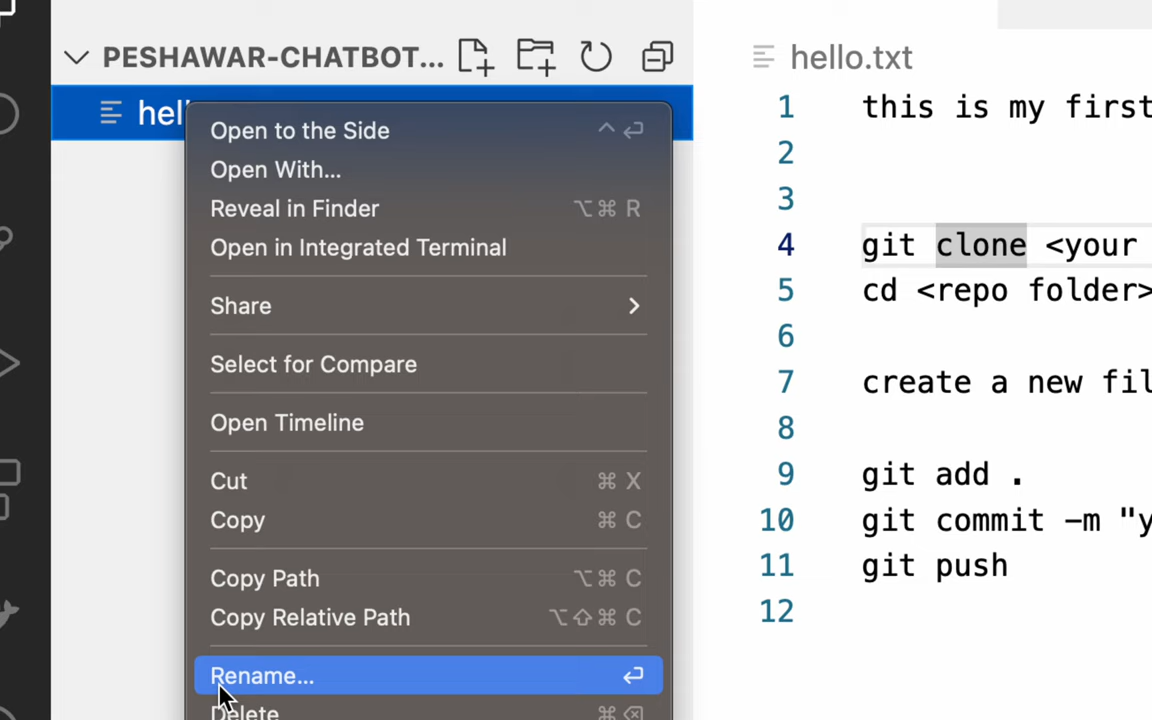 PESHAWAR-CHATBOT...
hello.txt
hell
Open to the Side
Open With...
Reveal in Finder ⌥⌘ R
Open in Integrated Terminal
Share
Select for Compare
Open Timeline
Cut ⌘ X
Copy ⌘ C
Copy Path ⌥⌘ C
Copy Relative Path ⌥⇧⌘ C
Rename...
Delete
1 this is my first
2
3
4 git clone <your
5 cd <repo folder>
6
7 create a new fil
8
9 git add .
10 git commit -m "y
11 git push
12